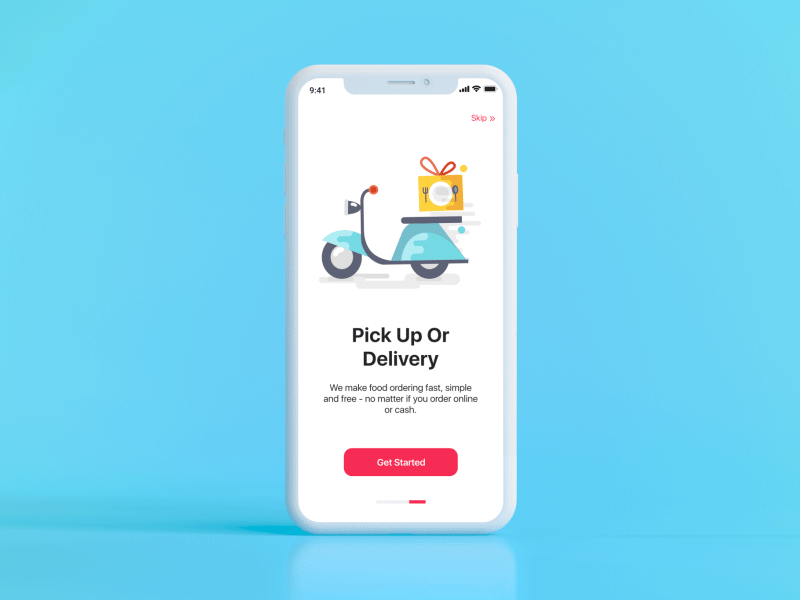 9:41
Skip »
Pick Up Or
Delivery
We make food ordering fast, simple
and free - no matter if you order online
or cash.
Get Started